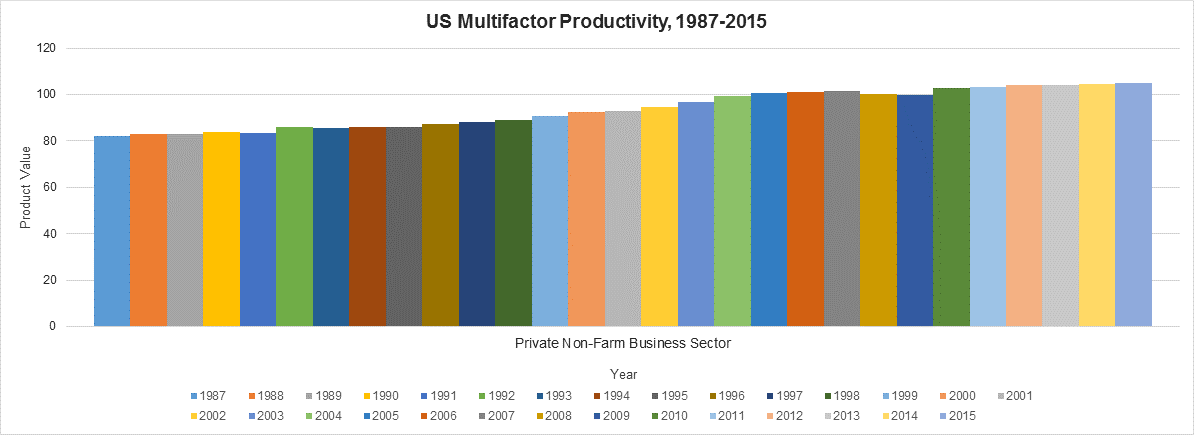 US Multifactor Productivity, 1987-2015
120
100
80
60
40
20
0
Product Value
Private Non-Farm Business Sector
Year
1987 1988 1989 1990 1991 1992 1993 1994 1995 1996 1997 1998 1999 2000 2001
2002 2003 2004 2005 2006 2007 2008 2009 2010 2011 2012 2013 2014 2015